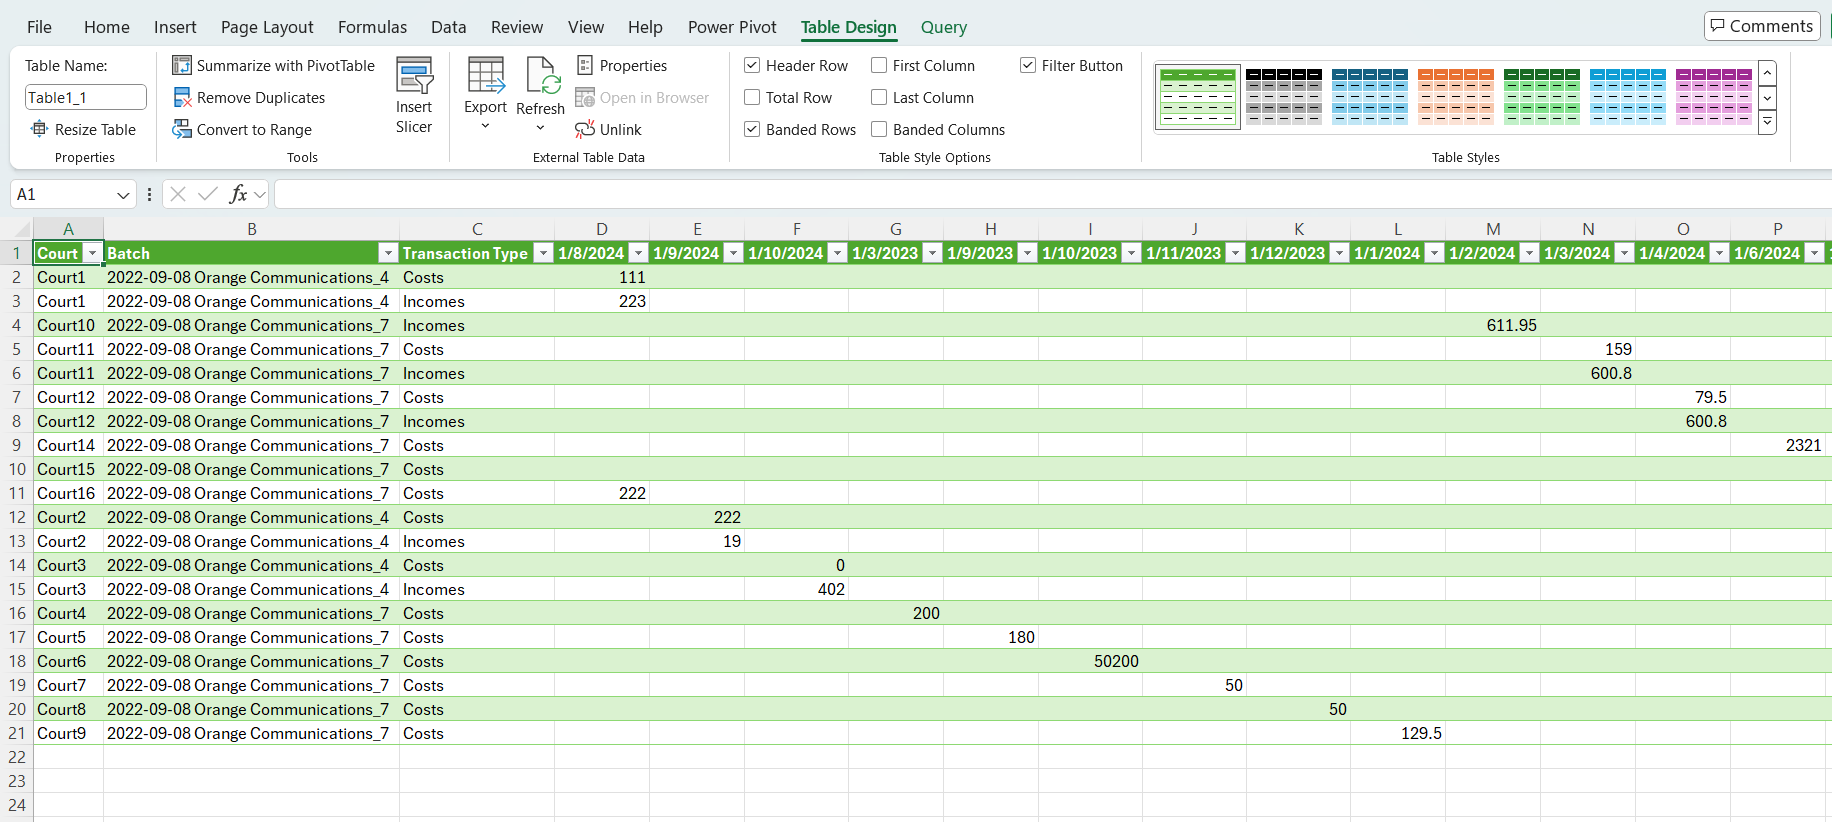 File Home Insert Page Layout Formulas Data Review View Help Power Pivot Table Design Query Comments
Table Name:
Table1_1
Resize Table
Properties
Summarize with PivotTable
Remove Duplicates
Convert to Range
Tools
Insert
Slicer
Export
Refresh
Properties
Open in Browser
Unlink
External Table Data
Header Row First Column Filter Button
Total Row Last Column
Banded Rows Banded Columns
Table Style Options
Table Styles
A1 fx
A B C D E F G H I J K L M N O P
1 Court Batch Transaction Type 1/8/2024 1/9/2024 1/10/2024 1/3/2023 1/9/2023 1/10/2023 1/11/2023 1/12/2023 1/1/2024 1/2/2024 1/3/2024 1/4/2024 1/6/2024
2 Court1 2022-09-08 Orange Communications_4 Costs 111
3 Court1 2022-09-08 Orange Communications_4 Incomes 223
4 Court10 2022-09-08 Orange Communications_7 Incomes 611.95
5 Court11 2022-09-08 Orange Communications_7 Costs 159
6 Court11 2022-09-08 Orange Communications_7 Incomes 600.8
7 Court12 2022-09-08 Orange Communications_7 Costs 79.5
8 Court12 2022-09-08 Orange Communications_7 Incomes 600.8
9 Court14 2022-09-08 Orange Communications_7 Costs 2321
10 Court15 2022-09-08 Orange Communications_7 Costs
11 Court16 2022-09-08 Orange Communications_7 Costs 222
12 Court2 2022-09-08 Orange Communications_4 Costs 222
13 Court2 2022-09-08 Orange Communications_4 Incomes 19
14 Court3 2022-09-08 Orange Communications_4 Costs 0
15 Court3 2022-09-08 Orange Communications_4 Incomes 402
16 Court4 2022-09-08 Orange Communications_7 Costs 200
17 Court5 2022-09-08 Orange Communications_7 Costs 180
18 Court6 2022-09-08 Orange Communications_7 Costs 50200
19 Court7 2022-09-08 Orange Communications_7 Costs 50
20 Court8 2022-09-08 Orange Communications_7 Costs 50
21 Court9 2022-09-08 Orange Communications_7 Costs 129.5
22
23
24